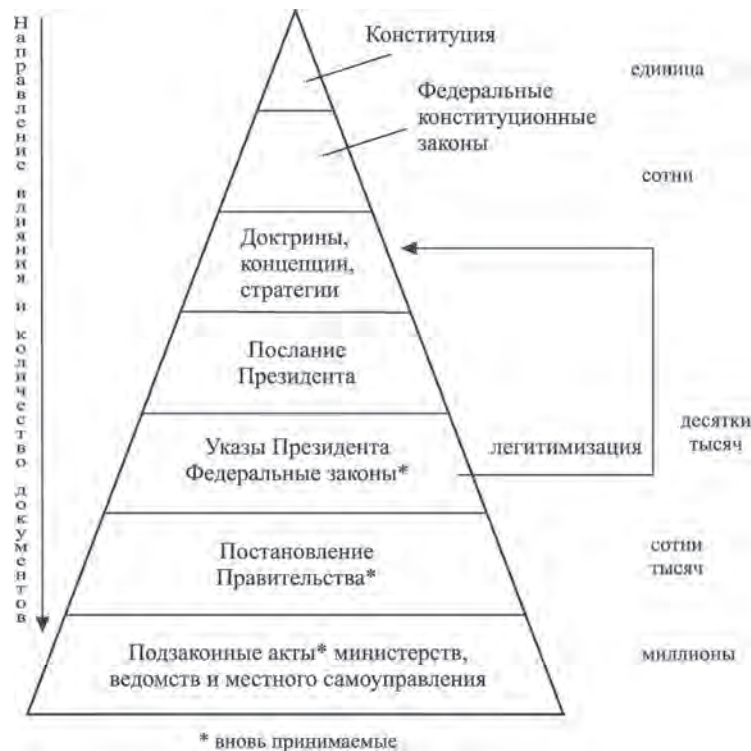 Направление влияния и количество документов
Конституция
единица
Федеральные
конституционные
законы
сотни
Доктрины,
концепции,
стратегии
Послание
Президента
Указы Президента
Федеральные законы*
легитимизация
десятки
тысяч
Постановление
Правительства*
сотни
тысяч
Подзаконные акты* министерств,
ведомств и местного самоуправления
миллионы
* вновь принимаемые